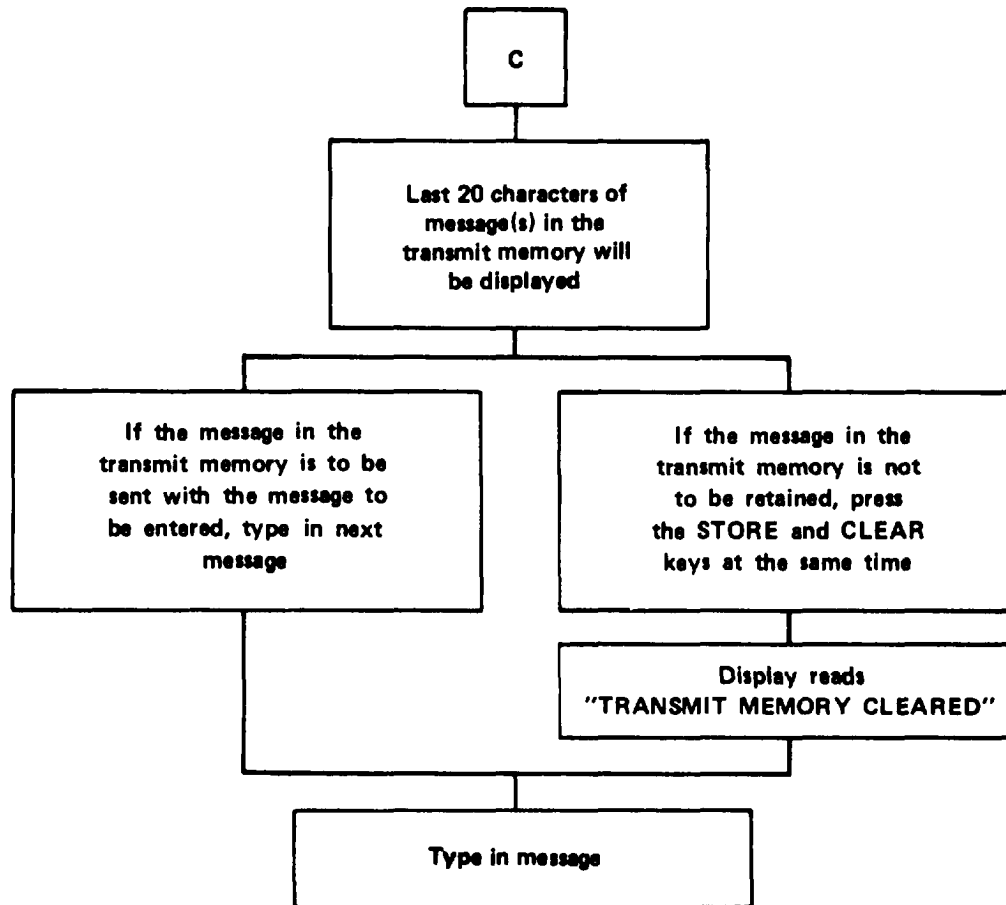 C
Last 20 characters of
message(s) in the
transmit memory will
be displayed
If the message in the
transmit memory is to be
sent with the message to
be entered, type in next
message
If the message in the
transmit memory is not
to be retained, press
the STORE and CLEAR
keys at the same time
Display reads
"TRANSMIT MEMORY CLEARED"
Type in message